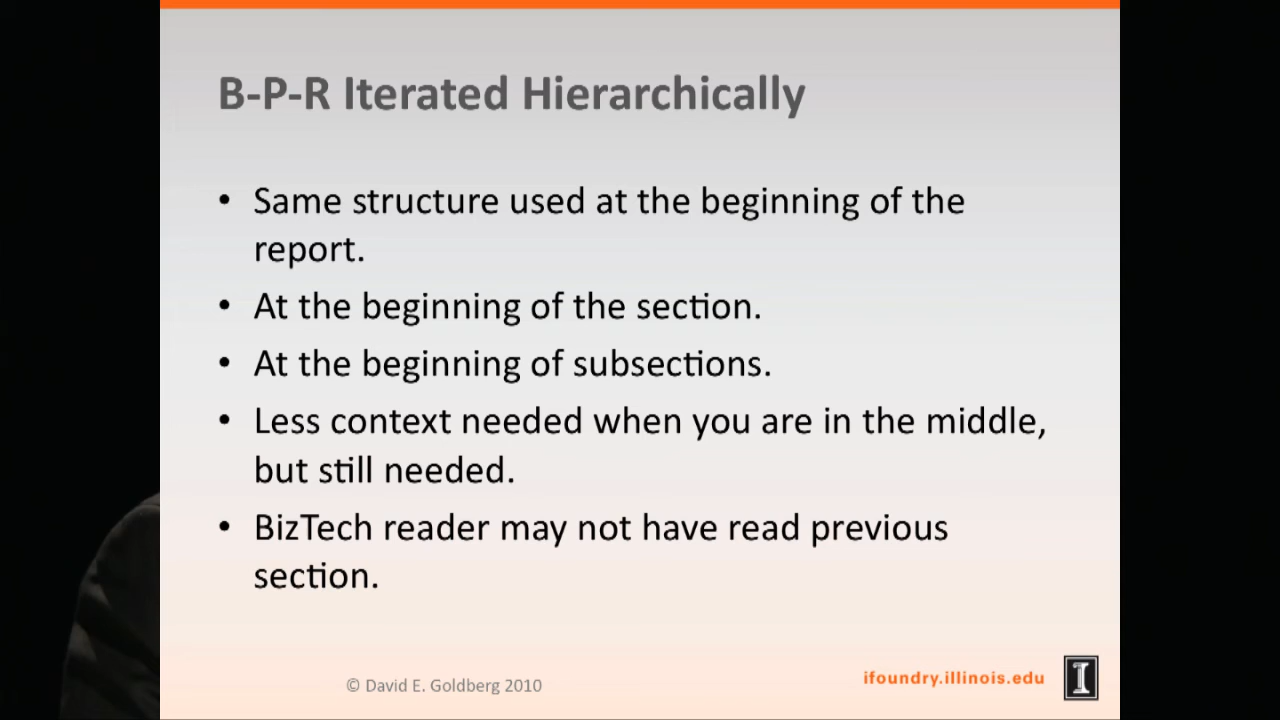 B-P-R Iterated Hierarchically
• Same structure used at the beginning of the
report.
• At the beginning of the section.
• At the beginning of subsections.
• Less context needed when you are in the middle,
but still needed.
• BizTech reader may not have read previous
section.
© David E. Goldberg 2010
ifoundry.illinois.edu
I